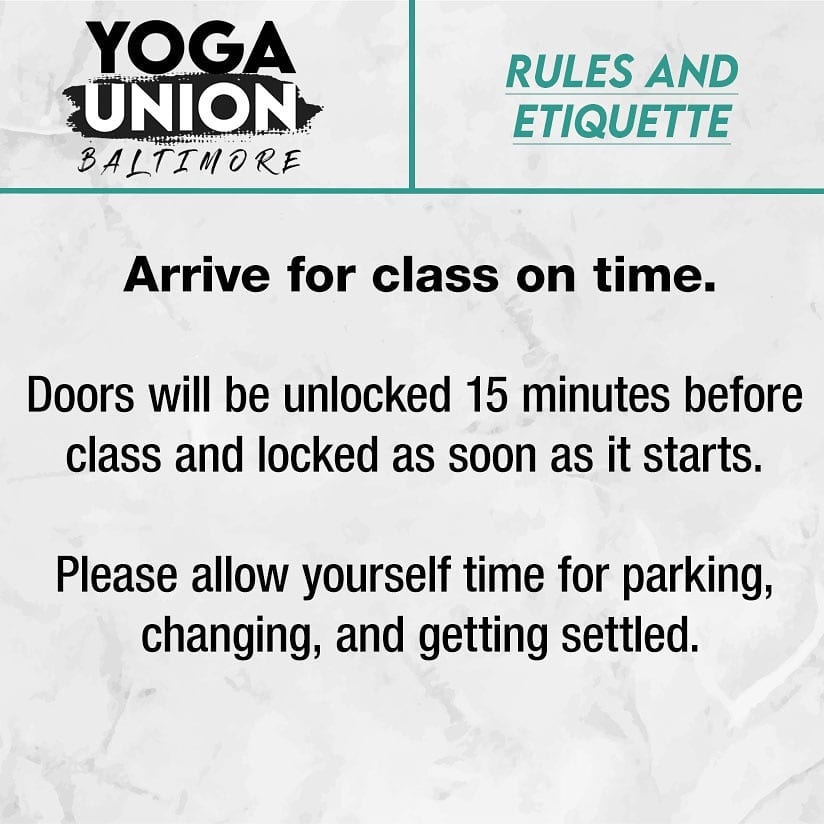 YOGA
UNION
BALTIMORE
RULES AND
ETIQUETTE
Arrive for class on time.
Doors will be unlocked 15 minutes before
class and locked as soon as it starts.
Please allow yourself time for parking,
changing, and getting settled.